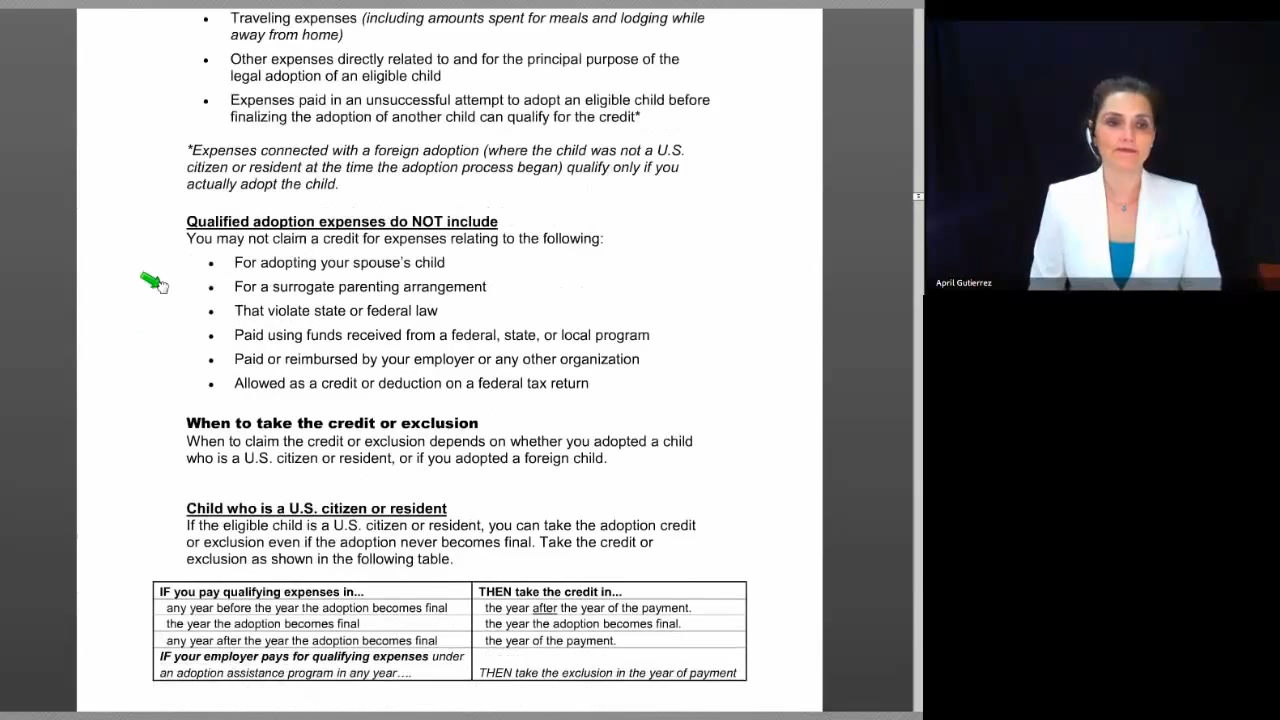 • Traveling expenses (including amounts spent for meals and lodging while
away from home)
• Other expenses directly related to and for the principal purpose of the
legal adoption of an eligible child
• Expenses paid in an unsuccessful attempt to adopt an eligible child before
finalizing the adoption of another child can qualify for the credit*
*Expenses connected with a foreign adoption (where the child was not a U.S.
citizen or resident at the time the adoption process began) qualify only if you
actually adopt the child.
Qualified adoption expenses do NOT include
You may not claim a credit for expenses relating to the following:
• For adopting your spouse's child
• For a surrogate parenting arrangement
• That violate state or federal law
• Paid using funds received from a federal, state, or local program
• Paid or reimbursed by your employer or any other organization
• Allowed as a credit or deduction on a federal tax return
When to take the credit or exclusion
When to claim the credit or exclusion depends on whether you adopted a child
who is a U.S. citizen or resident, or if you adopted a foreign child.
Child who is a U.S. citizen or resident
If the eligible child is a U.S. citizen or resident, you can take the adoption credit
or exclusion even if the adoption never becomes final. Take the credit or
exclusion as shown in the following table.
IF you pay qualifying expenses in... THEN take the credit in...
any year before the year the adoption becomes final the year after the year of the payment.
the year the adoption becomes final the year the adoption becomes final.
any year after the year the adoption becomes final the year of the payment.
IF your employer pays for qualifying expenses under
an adoption assistance program in any year…. THEN take the exclusion in the year of payment
April Gutierrez